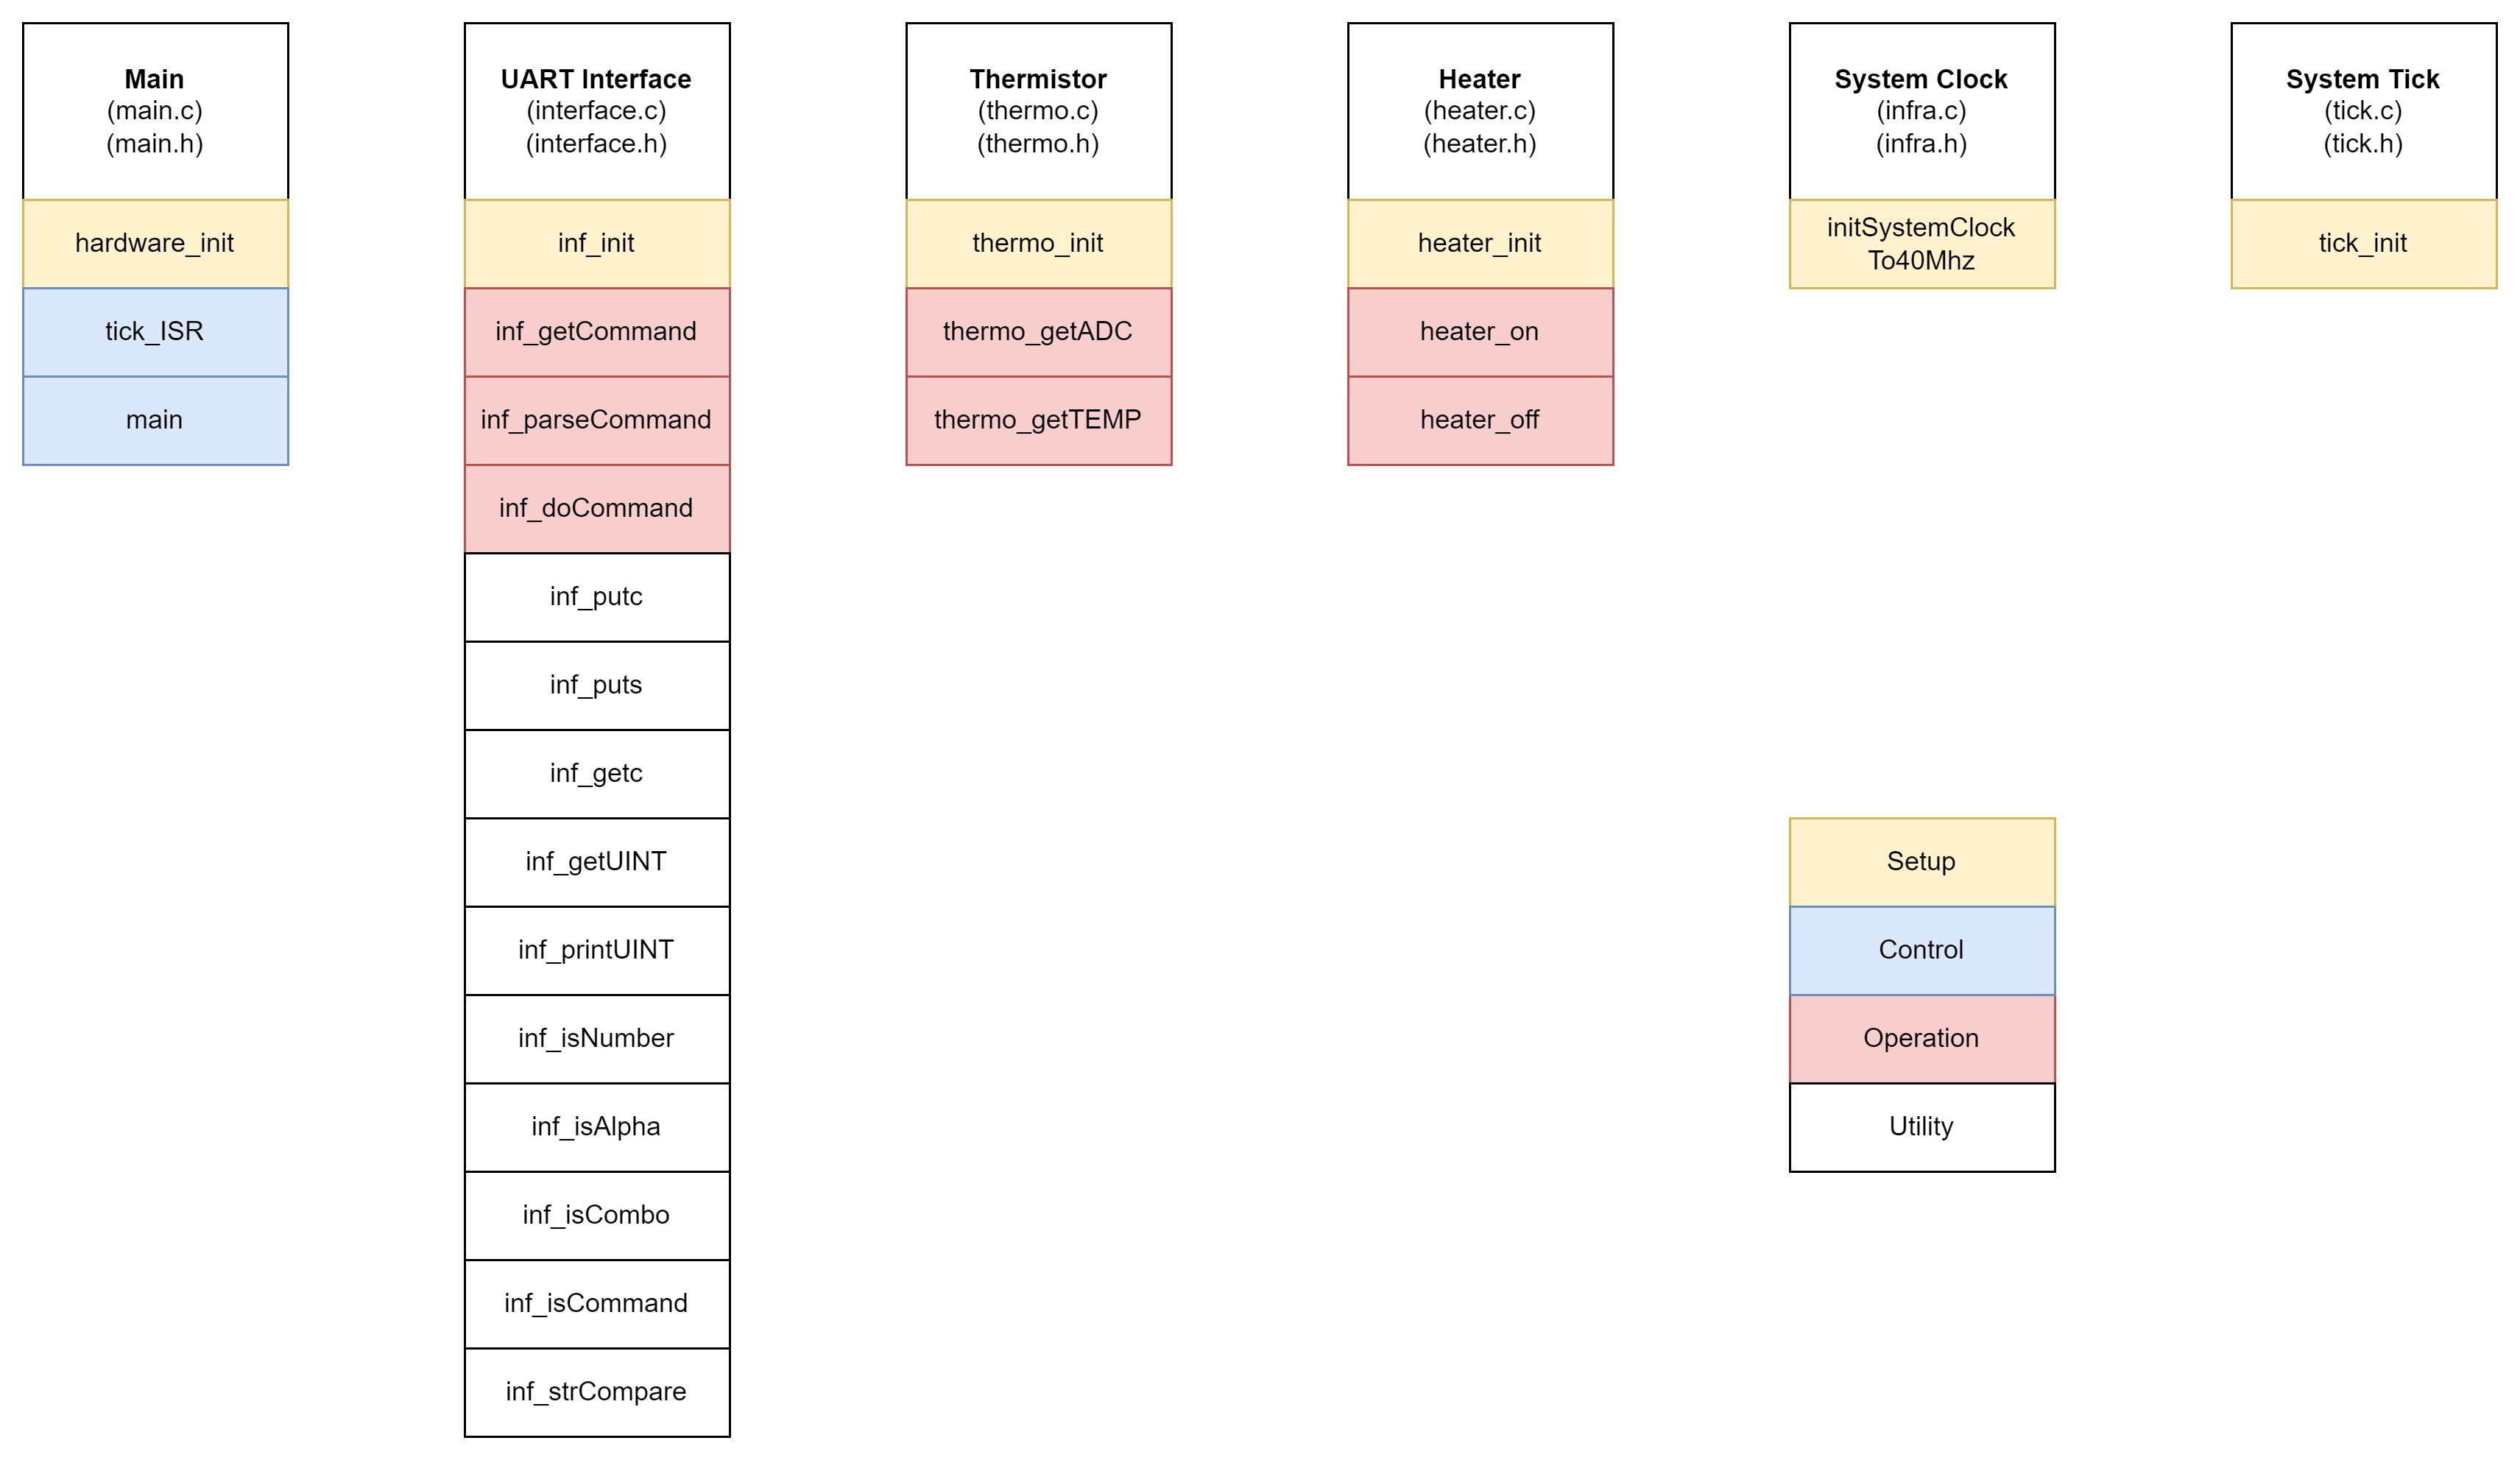 Main
(main.c)
(main.h)
hardware_init
tick_ISR
main
UART Interface
(interface.c)
(interface.h)
inf_init
inf_getCommand
inf_parseCommand
inf_doCommand
inf_putc
inf_puts
inf_getc
inf_getUINT
inf_printUINT
inf_isNumber
inf_isAlpha
inf_isCombo
inf_isCommand
inf_strCompare
Thermistor
(thermo.c)
(thermo.h)
thermo_init
thermo_getADC
thermo_getTEMP
Heater
(heater.c)
(heater.h)
heater_init
heater_on
heater_off
System Clock
(infra.c)
(infra.h)
initSystemClock
To40Mhz
System Tick
(tick.c)
(tick.h)
tick_init
Setup
Control
Operation
Utility